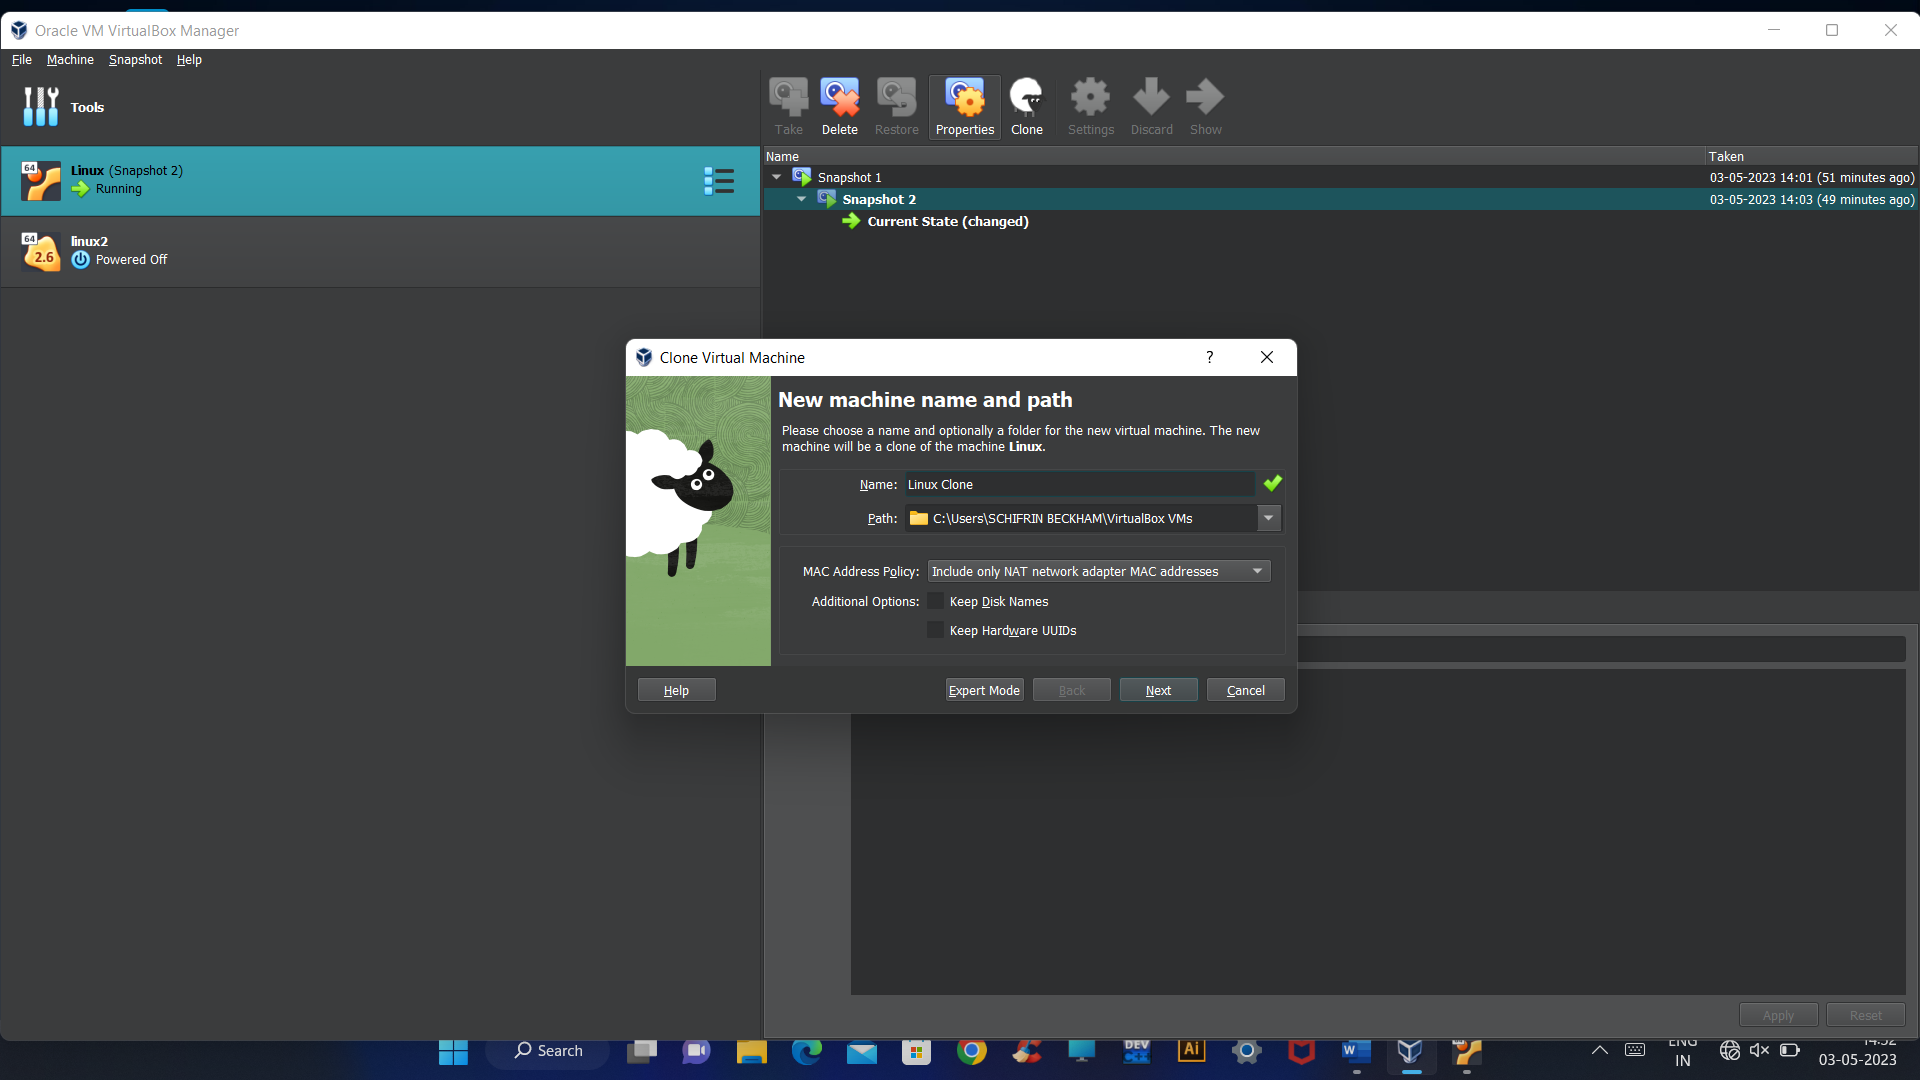 Oracle VM VirtualBox Manager
File Machine Snapshot Help
Tools
Take Delete Restore Properties Clone Settings Discard Show
Name Taken
64 Linux (Snapshot 2)
Running
Snapshot 1 03-05-2023 14:01 (51 minutes ago)
Snapshot 2 03-05-2023 14:03 (49 minutes ago)
Current State (changed)
64 2.6 linux2
Powered Off
Clone Virtual Machine ?
New machine name and path
Please choose a name and optionally a folder for the new virtual machine. The new
machine will be a clone of the machine Linux.
Name: Linux Clone
Path: C:\Users\SCHIFRIN BECKHAM\VirtualBox VMs
MAC Address Policy: Include only NAT network adapter MAC addresses
Additional Options: Keep Disk Names
Keep Hardware UUIDs
Help Expert Mode Back Next Cancel
Apply Reset
Search DEV C++ Ai W
ENG
IN
14:52
03-05-2023